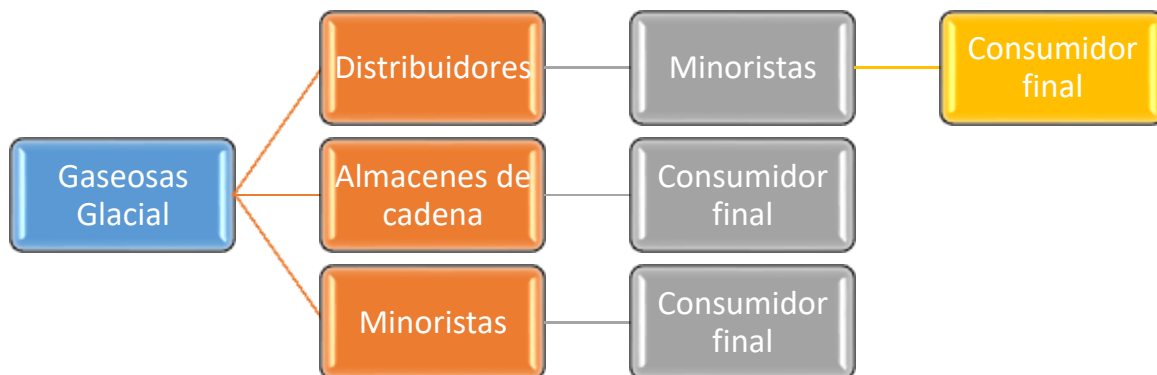 Distribuidores
Minoristas
Consumidor
final
Gaseosas
Glacial
Almacenes de
cadena
Consumidor
final
Minoristas
Consumidor
final